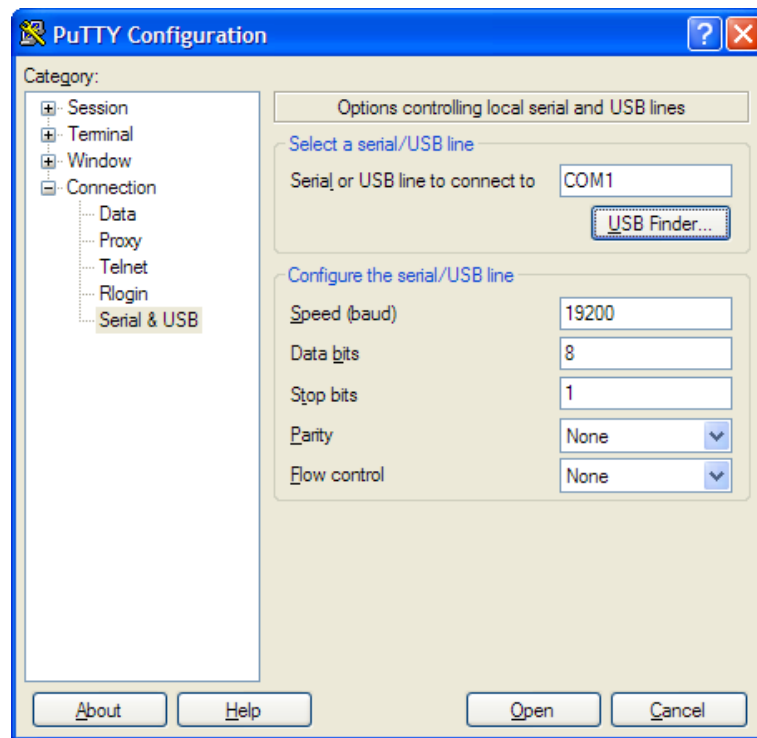 PuTTY Configuration
Category:
Session
Terminal
Window
Connection
Data
Proxy
Telnet
Rlogin
Serial & USB
Options controlling local serial and USB lines
Select a serial/USB line
Serial or USB line to connect to COM1
USB Finder...
Configure the serial/USB line
Speed (baud) 19200
Data bits 8
Stop bits 1
Parity None
Flow control None
About Help Open Cancel